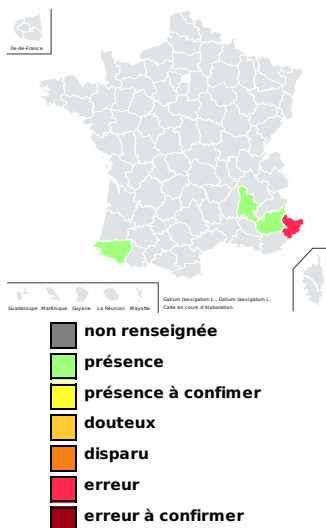 Île-de-France
Guadeloupe Martinique Guyane La Réunion Mayotte
Galium laevigatum L., Galium laevigatum L.
Carte en cours d'élaboration.
non renseignée
présence
présence à confimer
douteux
disparu
erreur
erreur à confirmer